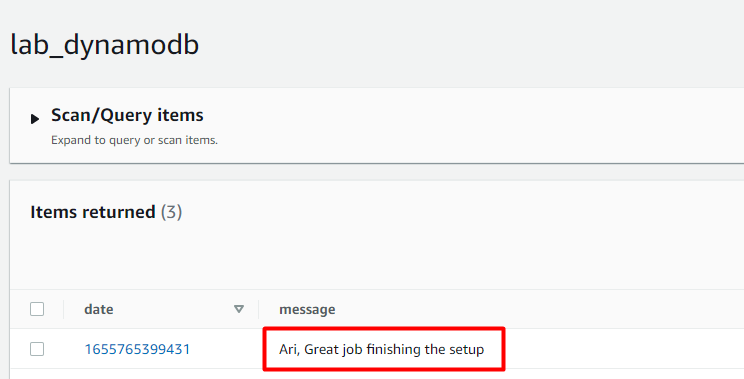 lab_dynamodb
Scan/Query items
Expand to query or scan items.
Items returned (3)
date message
1655765399431 Ari, Great job finishing the setup